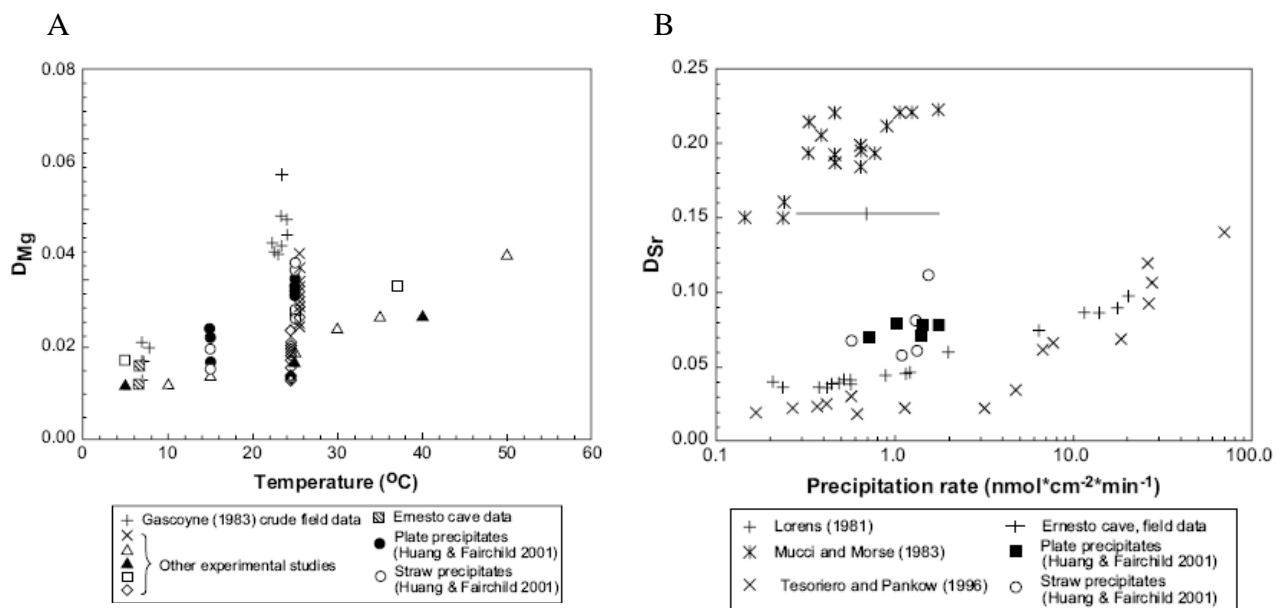 A
0.08
0.06
0.04
0.02
0.00
DMg
0 10 20 30 40 50 60
Temperature (OC)
Gascoyne (1983) crude field data
Other experimental studies
Ernesto cave data
Plate precipitates
(Huang & Fairchild 2001)
Straw precipitates
(Huang & Fairchild 2001)
B
0.25
0.20
0.15
0.10
0.05
0.00
DSr
0.1 1.0 10.0 100.0
Precipitation rate (nmol*cm-2*min-1)
Lorens (1981)
Mucci and Morse (1983)
Tesoriero and Pankow (1996)
Ernesto cave, field data
Plate precipitates
(Huang & Fairchild 2001)
Straw precipitates
(Huang & Fairchild 2001)